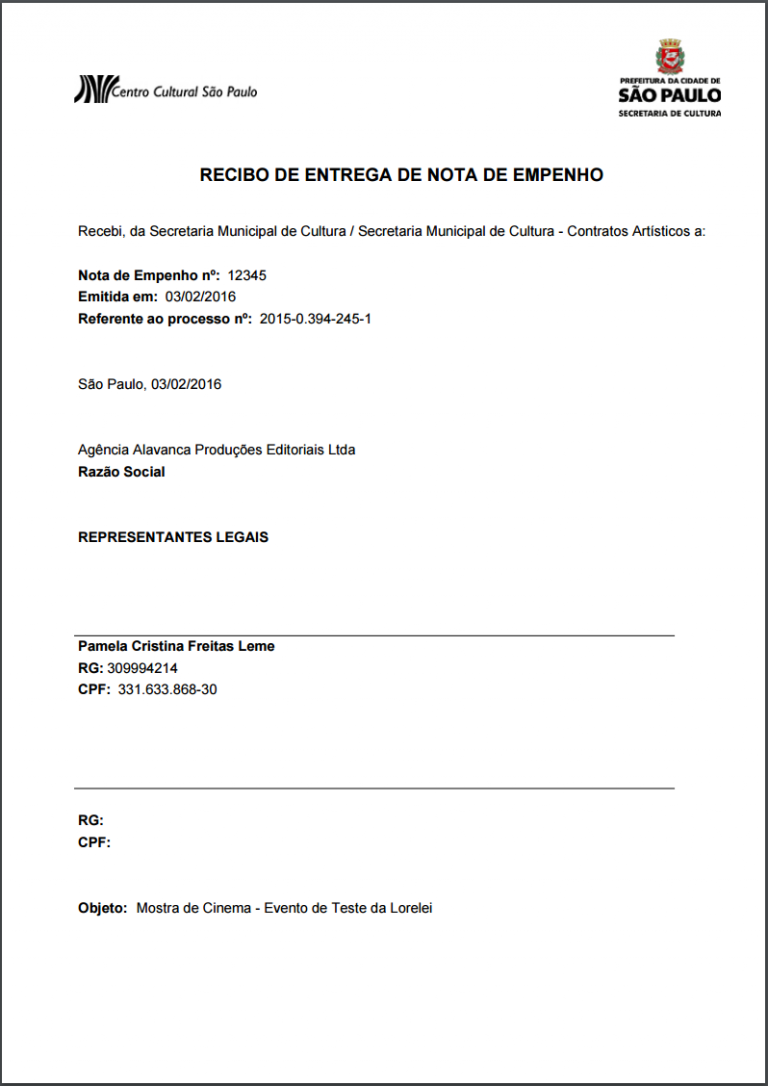 Centro Cultural São Paulo
PREFEITURA DA CIDADE DE
SÃO PAULO
SECRETARIA DE CULTURA
RECIBO DE ENTREGA DE NOTA DE EMPENHO
Recebi, da Secretaria Municipal de Cultura / Secretaria Municipal de Cultura - Contratos Artísticos a:
Nota de Empenho nº: 12345
Emitida em: 03/02/2016
Referente ao processo nº: 2015-0.394-245-1
São Paulo, 03/02/2016
Agência Alavanca Produções Editoriais Ltda
Razão Social
REPRESENTANTES LEGAIS
Pamela Cristina Freitas Leme
RG: 309994214
CPF: 331.633.868-30
RG:
CPF:
Objeto: Mostra de Cinema - Evento de Teste da Lorelei